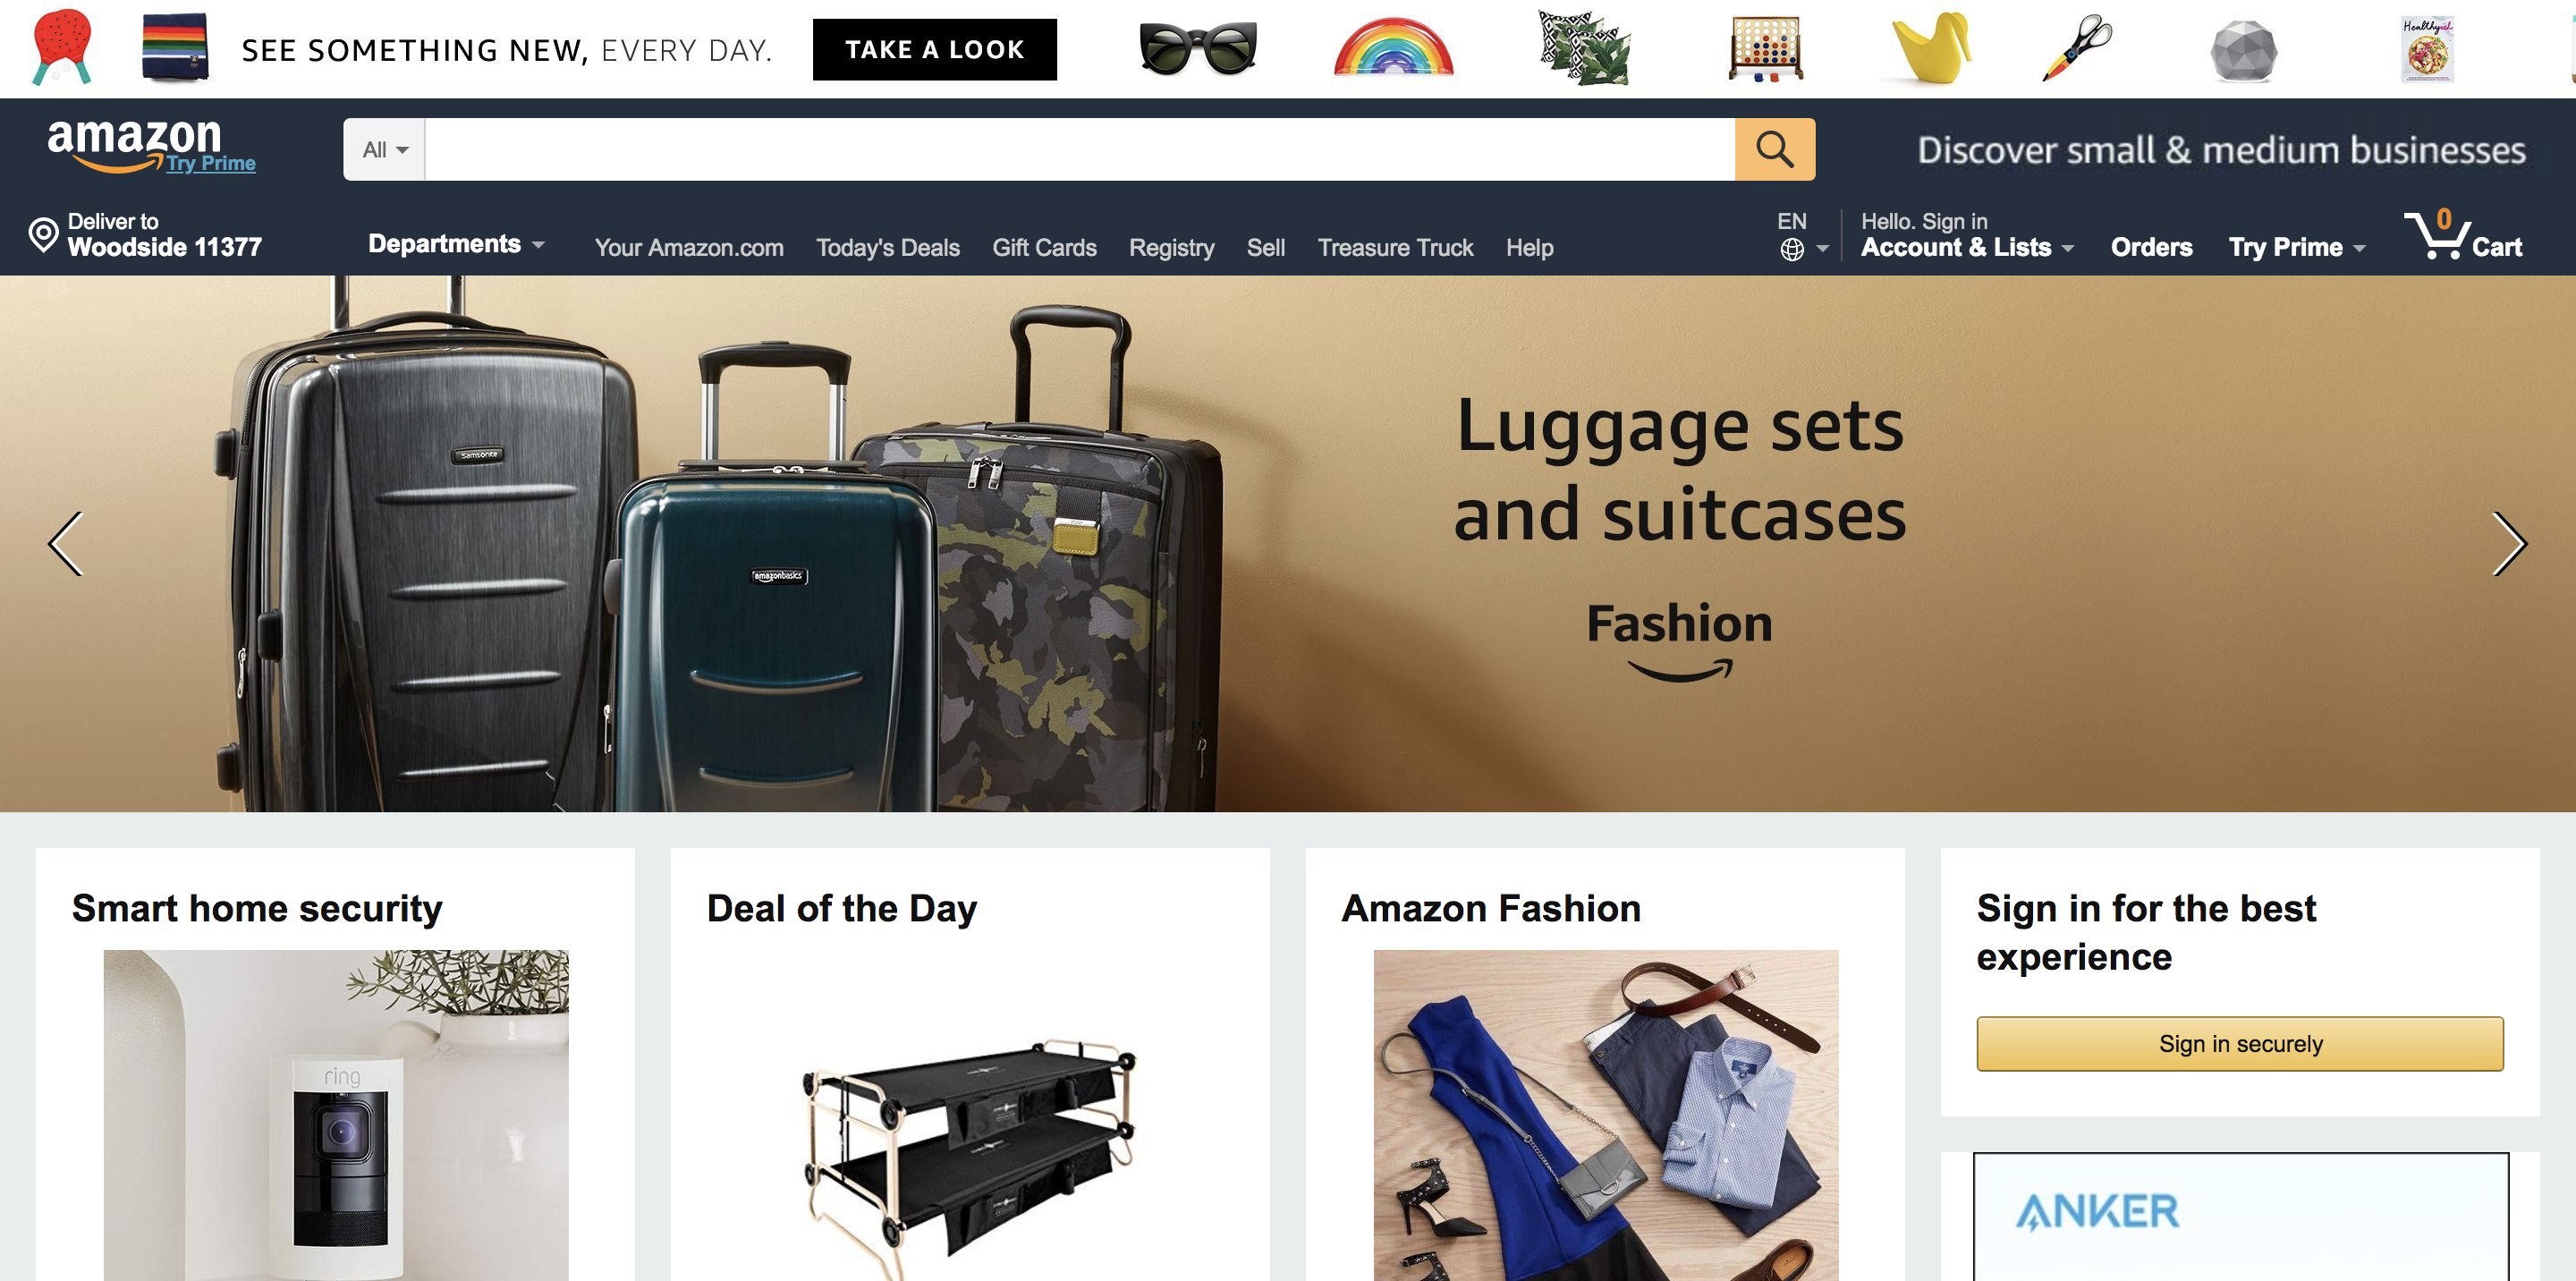 SEE SOMETHING NEW, EVERY DAY.
TAKE A LOOK
Healthyish
amazon
Try Prime
All
Discover small & medium businesses
Deliver to
Woodside 11377
Departments
Your Amazon.com
Today's Deals
Gift Cards
Registry
Sell
Treasure Truck
Help
EN
Hello. Sign in
Account & Lists
Orders
Try Prime
0
Cart
Samsonite
amazonbasics
Luggage sets
and suitcases
Fashion
Smart home security
Deal of the Day
Amazon Fashion
Sign in for the best
experience
Sign in securely
ring
ANKER